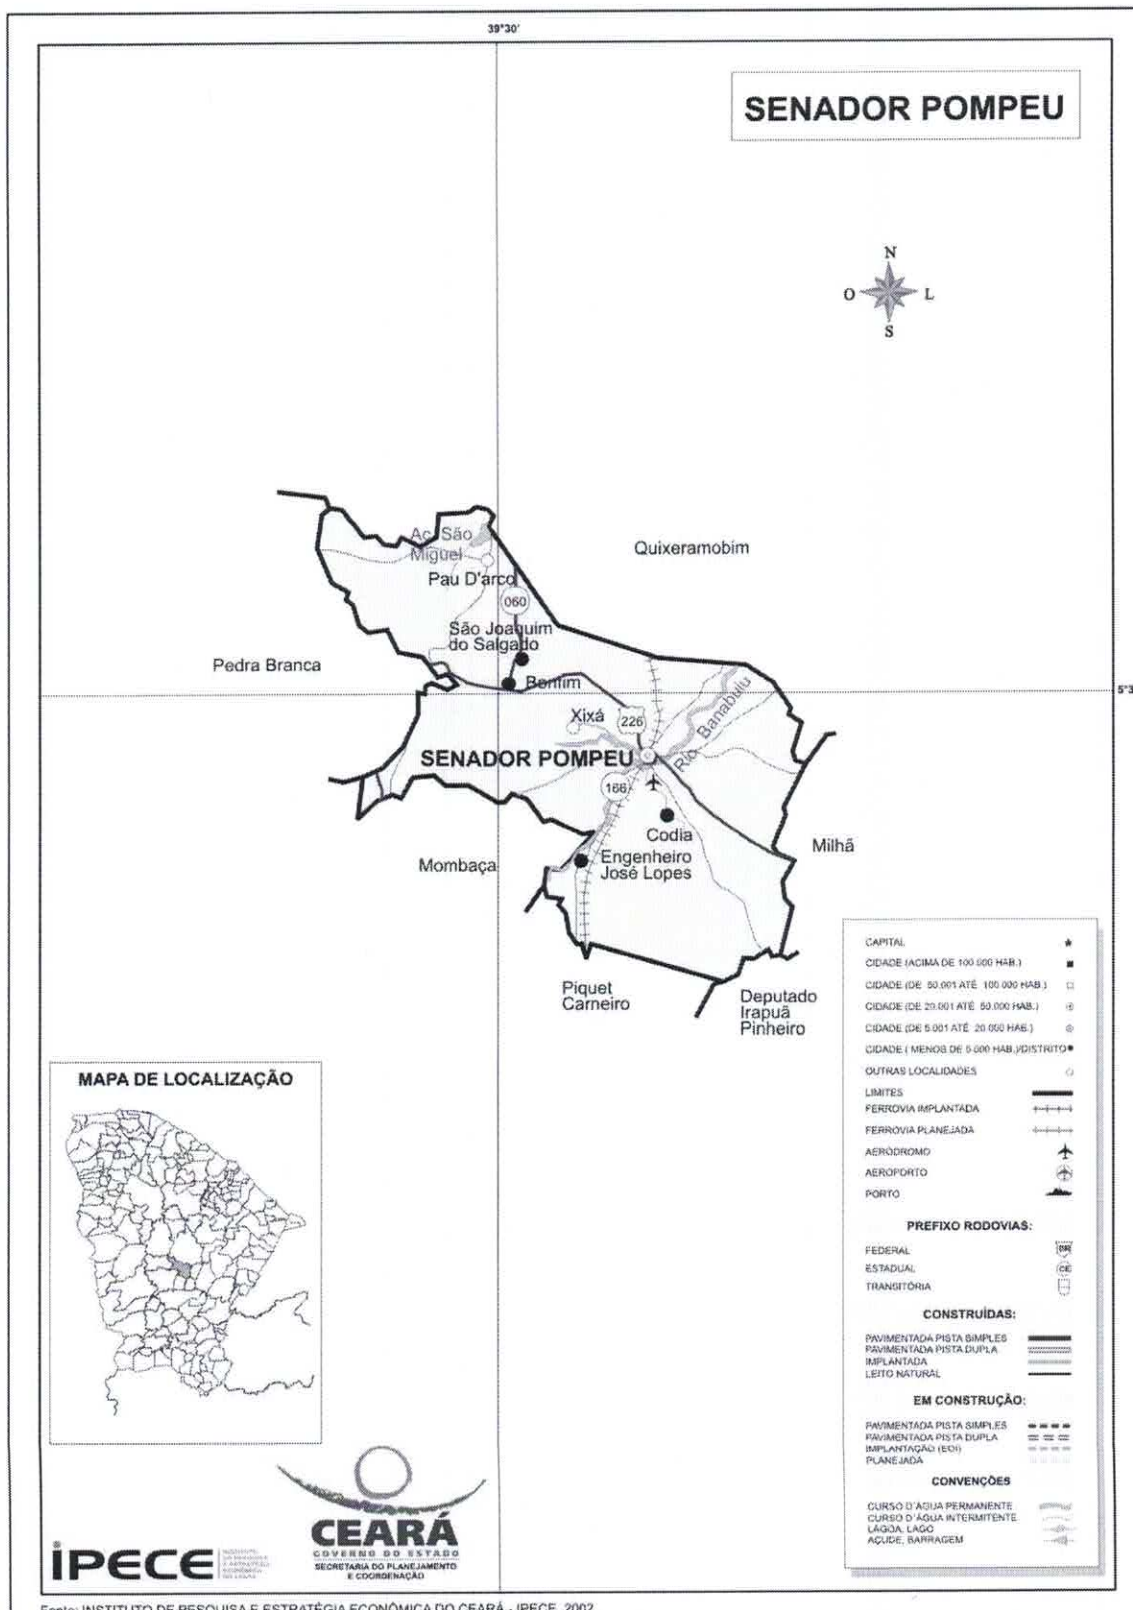 39°30'
SENADOR POMPEU
N
O
L
S
Aç. São
Miguel
Quixeramobim
Pau D'arco
060
São Joaquim
do Salgado
Pedra Branca
Bonfim
5°3
Xixá
226
Rio Banabuiu
SENADOR POMPEU
166
Codia
Milhã
Mombaça
Engenheiro
José Lopes
Piquet
Carneiro
Deputado
Irapuã
Pinheiro
CAPITAL
CIDADE (ACIMA DE 100.000 HAB.)
CIDADE (DE 50.001 ATÉ 100.000 HAB.)
CIDADE (DE 20.001 ATÉ 50.000 HAB.)
CIDADE (DE 5.001 ATÉ 20.000 HAB.)
CIDADE ( MENOS DE 5.000 HAB.)/DISTRITO
OUTRAS LOCALIDADES
LIMITES
FERROVIA IMPLANTADA
FERROVIA PLANEJADA
AERÓDROMO
AEROPORTO
PORTO
PREFIXO RODOVIAS:
FEDERAL BR
ESTADUAL CE
TRANSITÓRIA
CONSTRUÍDAS:
PAVIMENTADA PISTA SIMPLES
PAVIMENTADA PISTA DUPLA
IMPLANTADA
LEITO NATURAL
EM CONSTRUÇÃO:
PAVIMENTADA PISTA SIMPLES
PAVIMENTADA PISTA DUPLA
IMPLANTAÇÃO (EOI)
PLANEJADA
CONVENÇÕES
CURSO D'ÁGUA PERMANENTE
CURSO D'ÁGUA INTERMITENTE
LAGOA, LAGO
AÇUDE, BARRAGEM
MAPA DE LOCALIZAÇÃO
CEARÁ
GOVERNO DO ESTADO
SECRETARIA DO PLANEJAMENTO
E COORDENAÇÃO
IPECE
Fonte: INSTITUTO DE PESQUISA E ESTRATÉGIA ECONÔMICA DO CEARÁ - IPECE, 2002